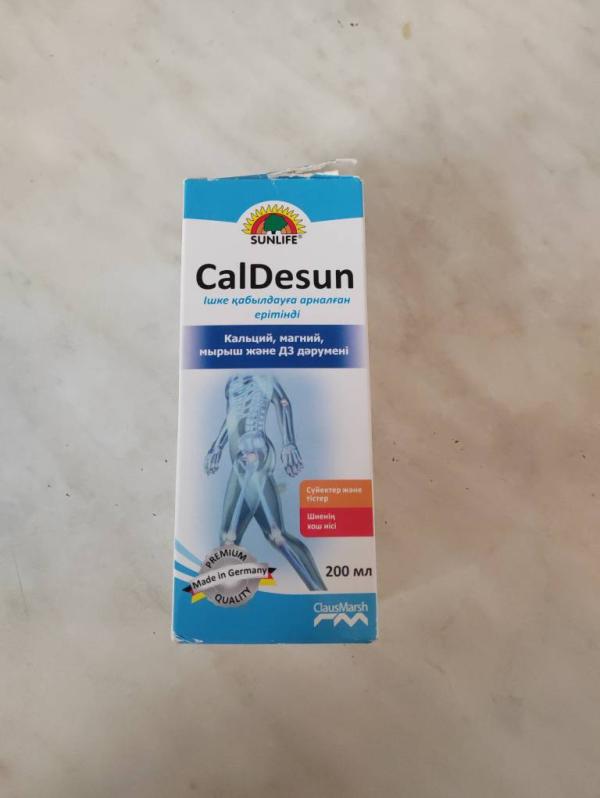 SUNLIFE®
CalDesun
Ішке қабылдауға арналған
ерітінді
Кальций, магний,
мырыш және Д3 дәрумені
Сүйектер және
тістер
Шиенің
хош иісі
PREMIUM
Made in Germany
QUALITY
200 мл
ClausMarsh